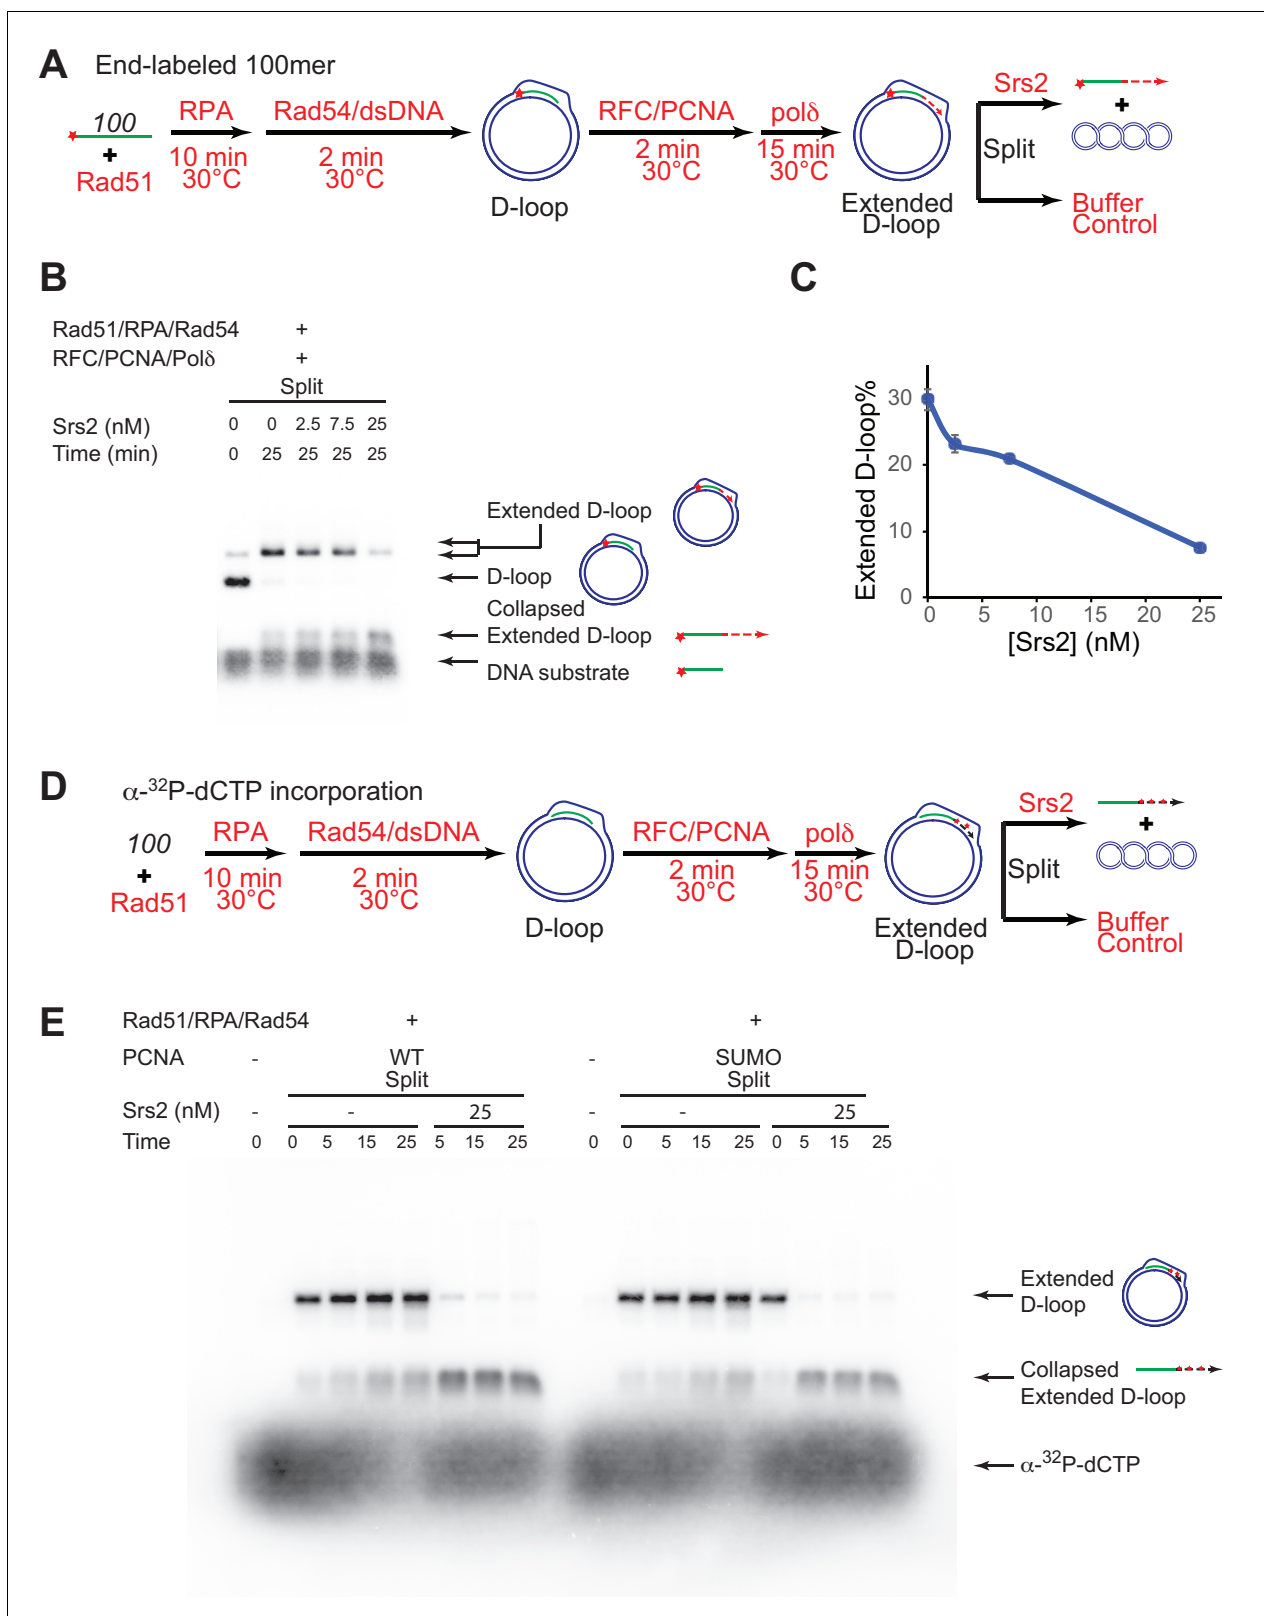 A End-labeled 100mer
100
+
Rad51
RPA
10 min
30°C
Rad54/dsDNA
2 min
30°C
D-loop
RFC/PCNA
2 min
30°C
polδ
15 min
30°C
Extended
D-loop
Srs2
+
Split
Buffer
Control
B
Rad51/RPA/Rad54 +
RFC/PCNA/Polδ +
Split
Srs2 (nM) 0 0 2.5 7.5 25
Time (min) 0 25 25 25 25
Extended D-loop
D-loop
Collapsed
Extended D-loop
DNA substrate
C
Extended D-loop%
30
20
10
0
0 5 10 15 20 25
[Srs2] (nM)
D α-³²P-dCTP incorporation
100
+
Rad51
RPA
10 min
30°C
Rad54/dsDNA
2 min
30°C
D-loop
RFC/PCNA
2 min
30°C
polδ
15 min
30°C
Extended
D-loop
Srs2
+
Split
Buffer
Control
E
Rad51/RPA/Rad54 + +
PCNA - WT - SUMO
Split Split
Srs2 (nM) - - 25 - - 25
Time 0 0 5 15 25 5 15 25 0 0 5 15 25 0 5 15 25
Extended
D-loop
Collapsed
Extended D-loop
α-³²P-dCTP